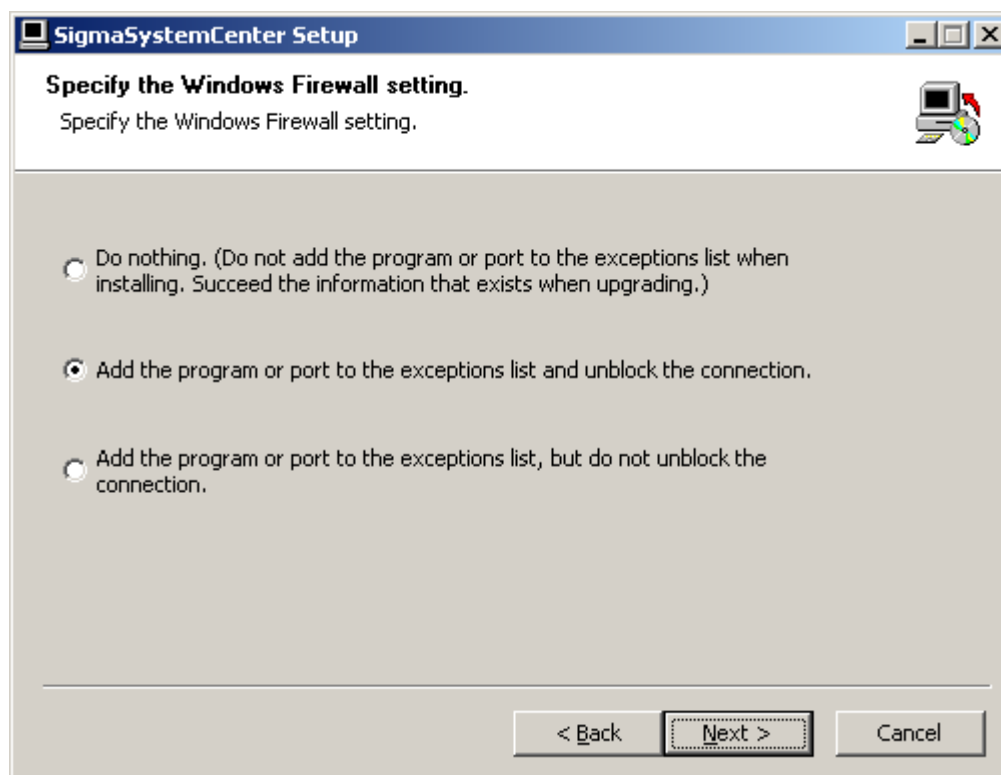 SigmaSystemCenter Setup
Specify the Windows Firewall setting.
Specify the Windows Firewall setting.
Do nothing. (Do not add the program or port to the exceptions list when
installing. Succeed the information that exists when upgrading.)
Add the program or port to the exceptions list and unblock the connection.
Add the program or port to the exceptions list, but do not unblock the
connection.
< Back
Next >
Cancel